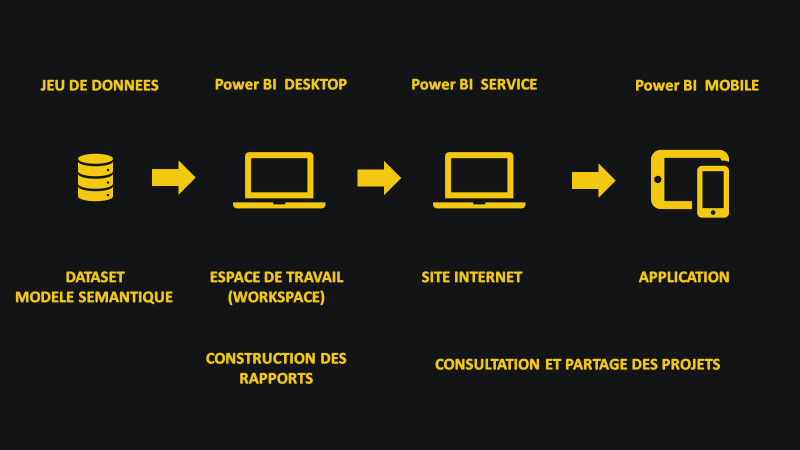 JEU DE DONNEES
Power BI DESKTOP
Power BI SERVICE
Power BI MOBILE
DATASET
MODELE SEMANTIQUE
ESPACE DE TRAVAIL
(WORKSPACE)
SITE INTERNET
APPLICATION
CONSTRUCTION DES
RAPPORTS
CONSULTATION ET PARTAGE DES PROJETS